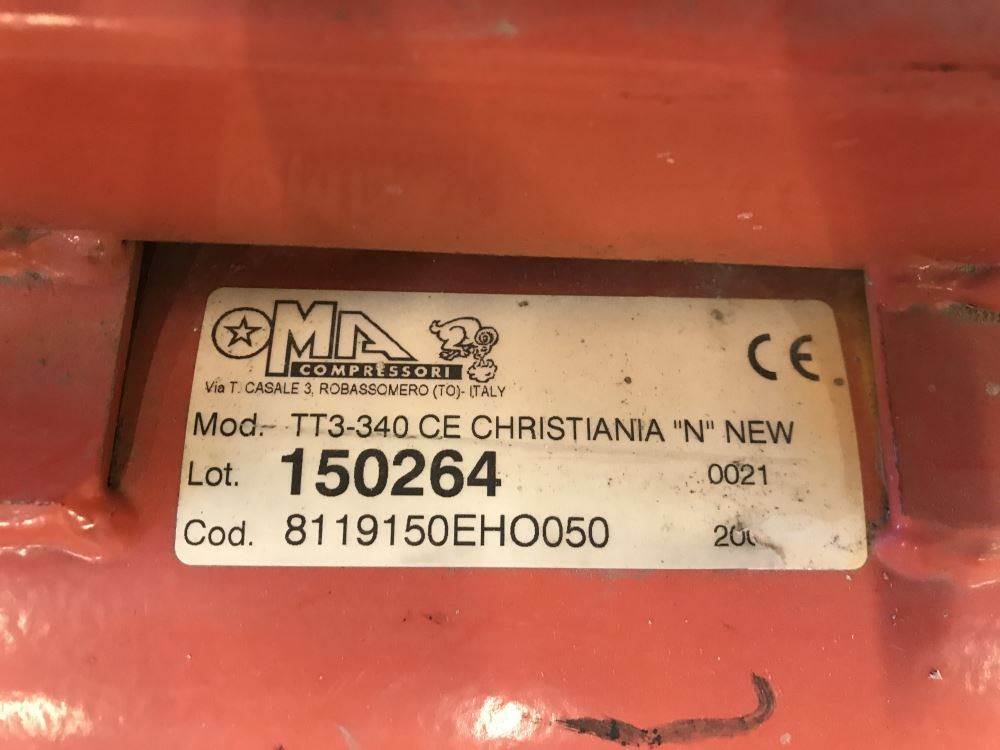 OMA
COMPRESSORI
CE
Via T. CASALE 3, ROBASSOMERO (TO)- ITALY
Mod.- TT3-340 CE CHRISTIANIA "N" NEW
Lot. 150264 0021
Cod. 8119150EHO050